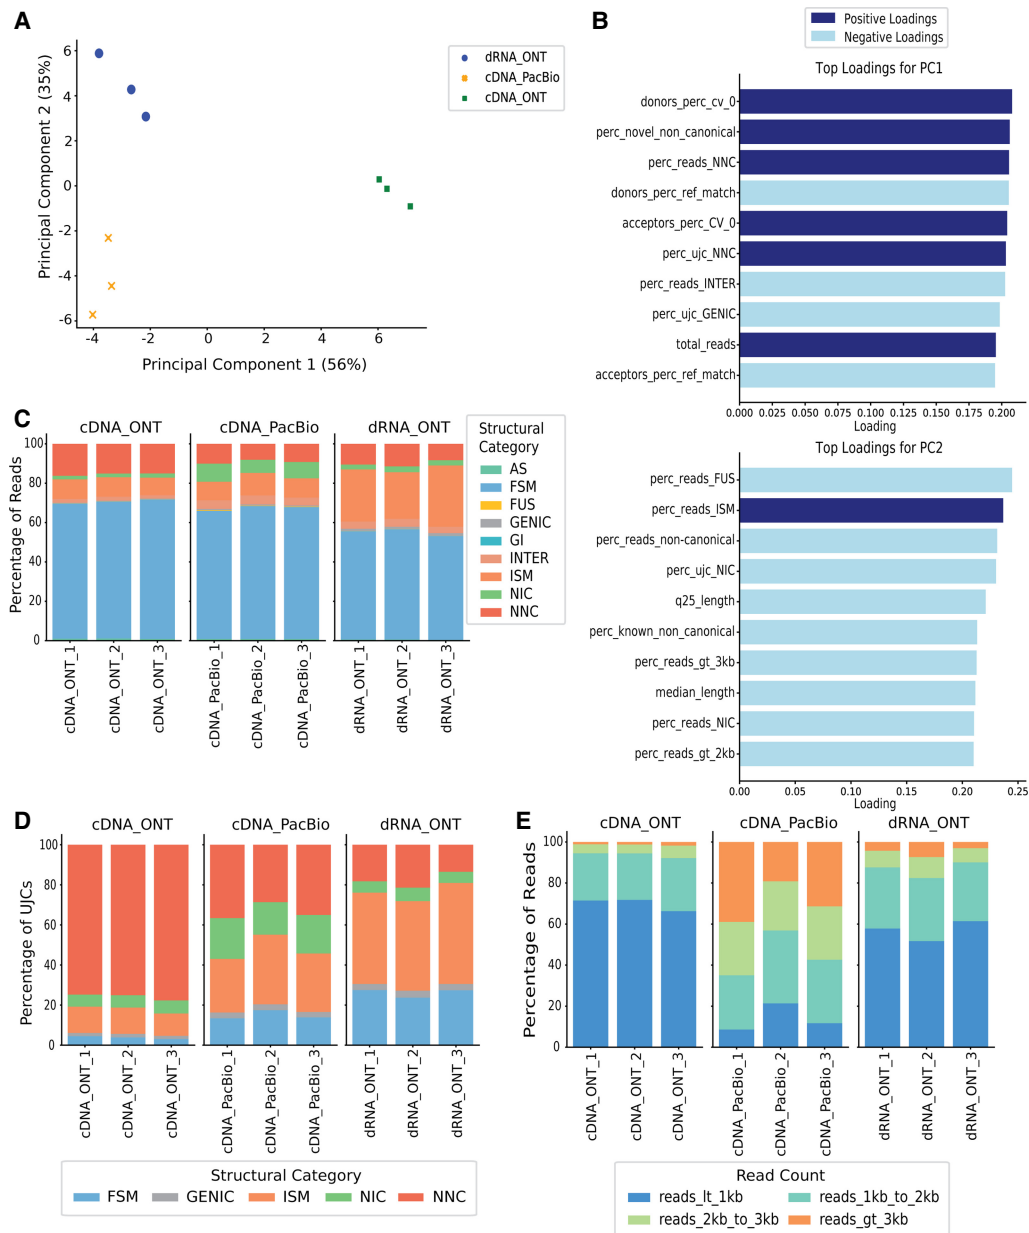 A
6
4
2
0
-2
-4
-6
-4
-2
0
2
4
6
Principal Component 2 (35%)
Principal Component 1 (56%)
dRNA_ONT
cDNA_PacBio
cDNA_ONT
B
Positive Loadings
Negative Loadings
Top Loadings for PC1
donors_perc_cv_0
perc_novel_non_canonical
perc_reads_NNC
donors_perc_ref_match
acceptors_perc_CV_0
perc_ujc_NNC
perc_reads_INTER
perc_ujc_GENIC
total_reads
acceptors_perc_ref_match
0.000 0.025 0.050 0.075 0.100 0.125 0.150 0.175 0.200
Loading
Top Loadings for PC2
perc_reads_FUS
perc_reads_ISM
perc_reads_non-canonical
perc_ujc_NIC
q25_length
perc_known_non_canonical
perc_reads_gt_3kb
median_length
perc_reads_NIC
perc_reads_gt_2kb
0.00 0.05 0.10 0.15 0.20 0.25
Loading
C
cDNA_ONT cDNA_PacBio dRNA_ONT
Percentage of Reads
100
80
60
40
20
0
cDNA_ONT_1
cDNA_ONT_2
cDNA_ONT_3
cDNA_PacBio_1
cDNA_PacBio_2
cDNA_PacBio_3
dRNA_ONT_1
dRNA_ONT_2
dRNA_ONT_3
Structural
Category
AS
FSM
FUS
GENIC
GI
INTER
ISM
NIC
NNC
D
cDNA_ONT cDNA_PacBio dRNA_ONT
Percentage of UJCs
100
80
60
40
20
0
cDNA_ONT_1
cDNA_ONT_2
cDNA_ONT_3
cDNA_PacBio_1
cDNA_PacBio_2
cDNA_PacBio_3
dRNA_ONT_1
dRNA_ONT_2
dRNA_ONT_3
Structural Category
FSM GENIC ISM NIC NNC
E
cDNA_ONT cDNA_PacBio dRNA_ONT
Percentage of Reads
100
80
60
40
20
0
cDNA_ONT_1
cDNA_ONT_2
cDNA_ONT_3
cDNA_PacBio_1
cDNA_PacBio_2
cDNA_PacBio_3
dRNA_ONT_1
dRNA_ONT_2
dRNA_ONT_3
Read Count
reads_lt_1kb reads_1kb_to_2kb
reads_2kb_to_3kb reads_gt_3kb